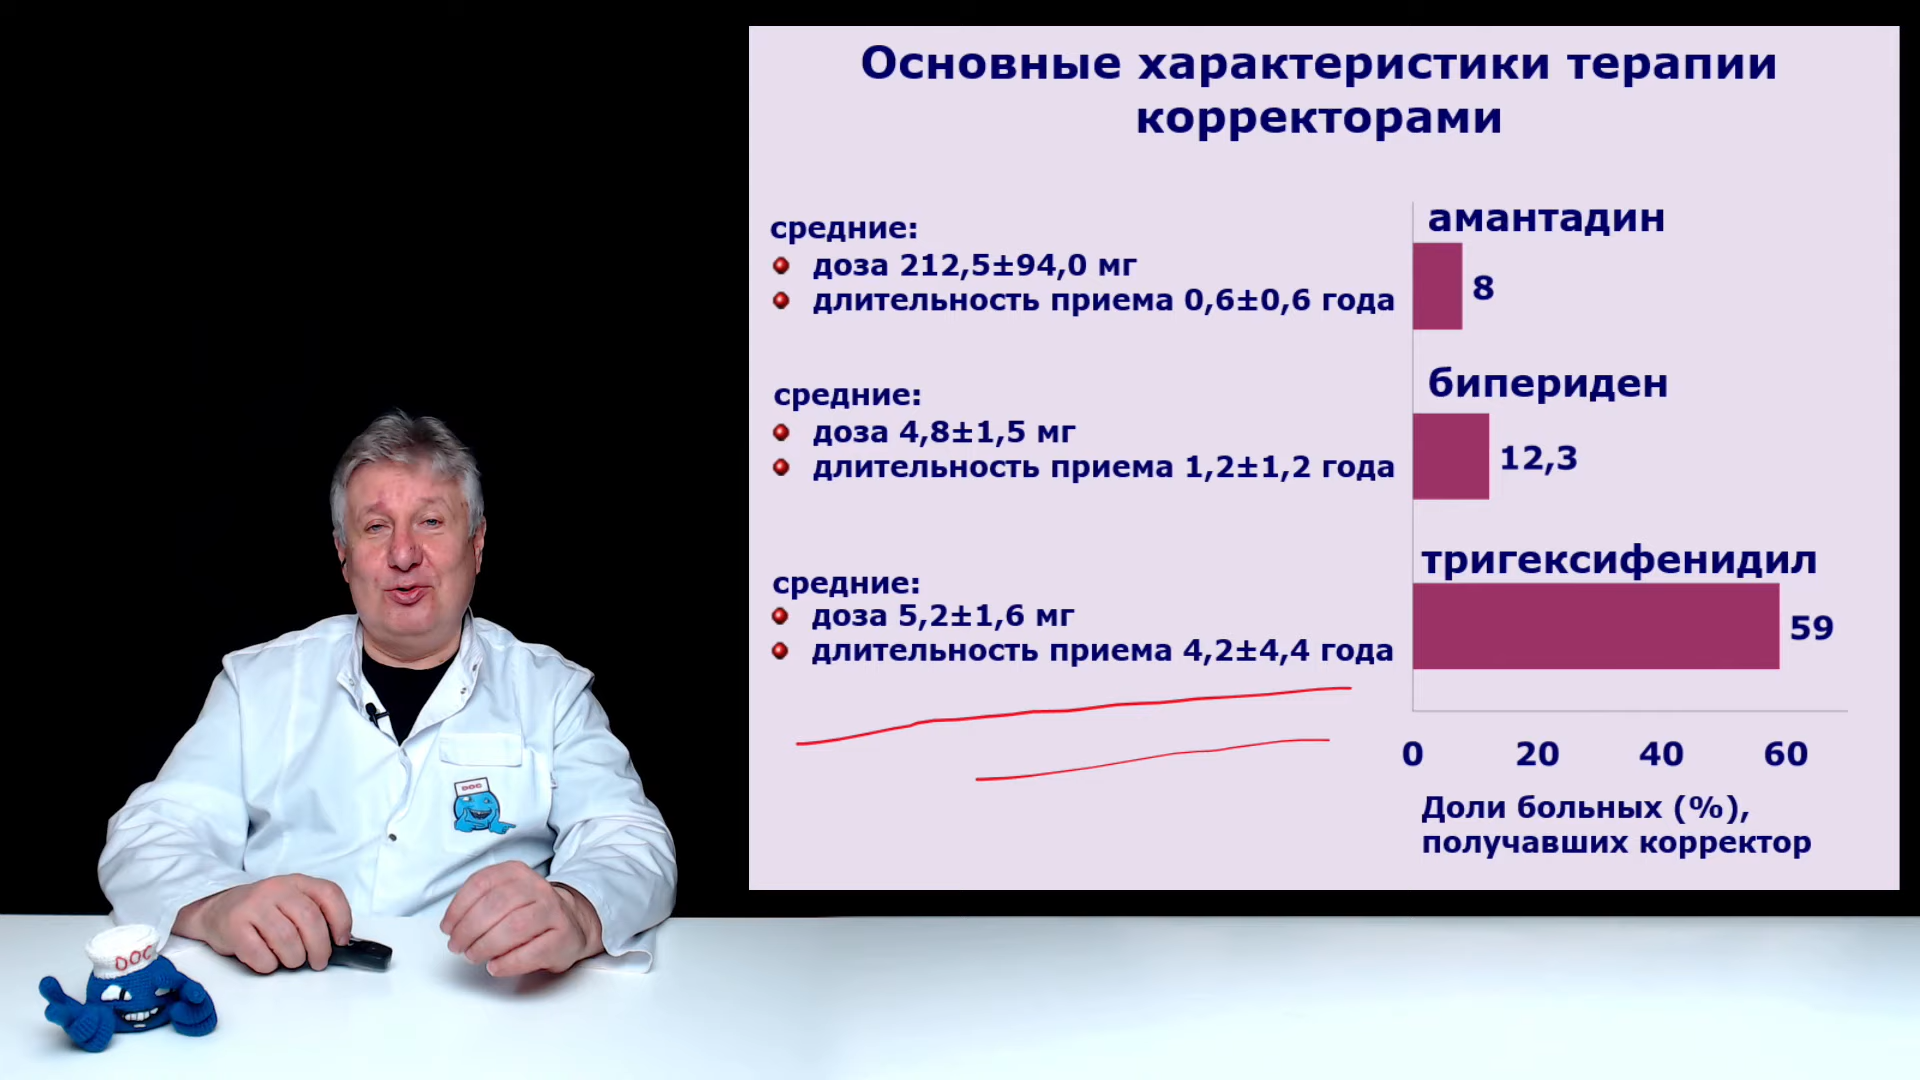 Основные характеристики терапии
корректорами
средние:
доза 212,5±94,0 мг
длительность приема 0,6±0,6 года
амантадин
8
средние:
доза 4,8±1,5 мг
длительность приема 1,2±1,2 года
бипериден
12,3
средние:
доза 5,2±1,6 мг
длительность приема 4,2±4,4 года
тригексифенидил
59
0 20 40 60
Доли больных (%),
получавших корректор
DOC
DOC